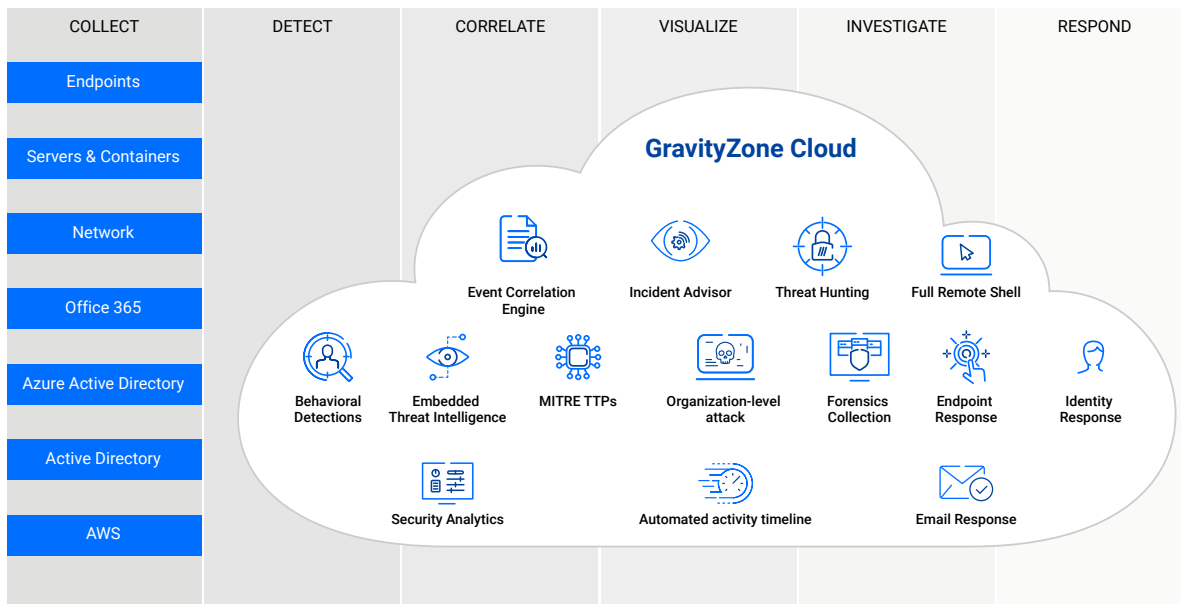 COLLECT
DETECT
CORRELATE
VISUALIZE
INVESTIGATE
RESPOND
Endpoints
Servers & Containers
Network
Office 365
Azure Active Directory
Active Directory
AWS
GravityZone Cloud
Event Correlation
Engine
Incident Advisor
Threat Hunting
Full Remote Shell
Behavioral
Detections
Embedded
Threat Intelligence
MITRE TTPs
Organization-level
attack
Forensics
Collection
Endpoint
Response
Identity
Response
Security Analytics
Automated activity timeline
Email Response